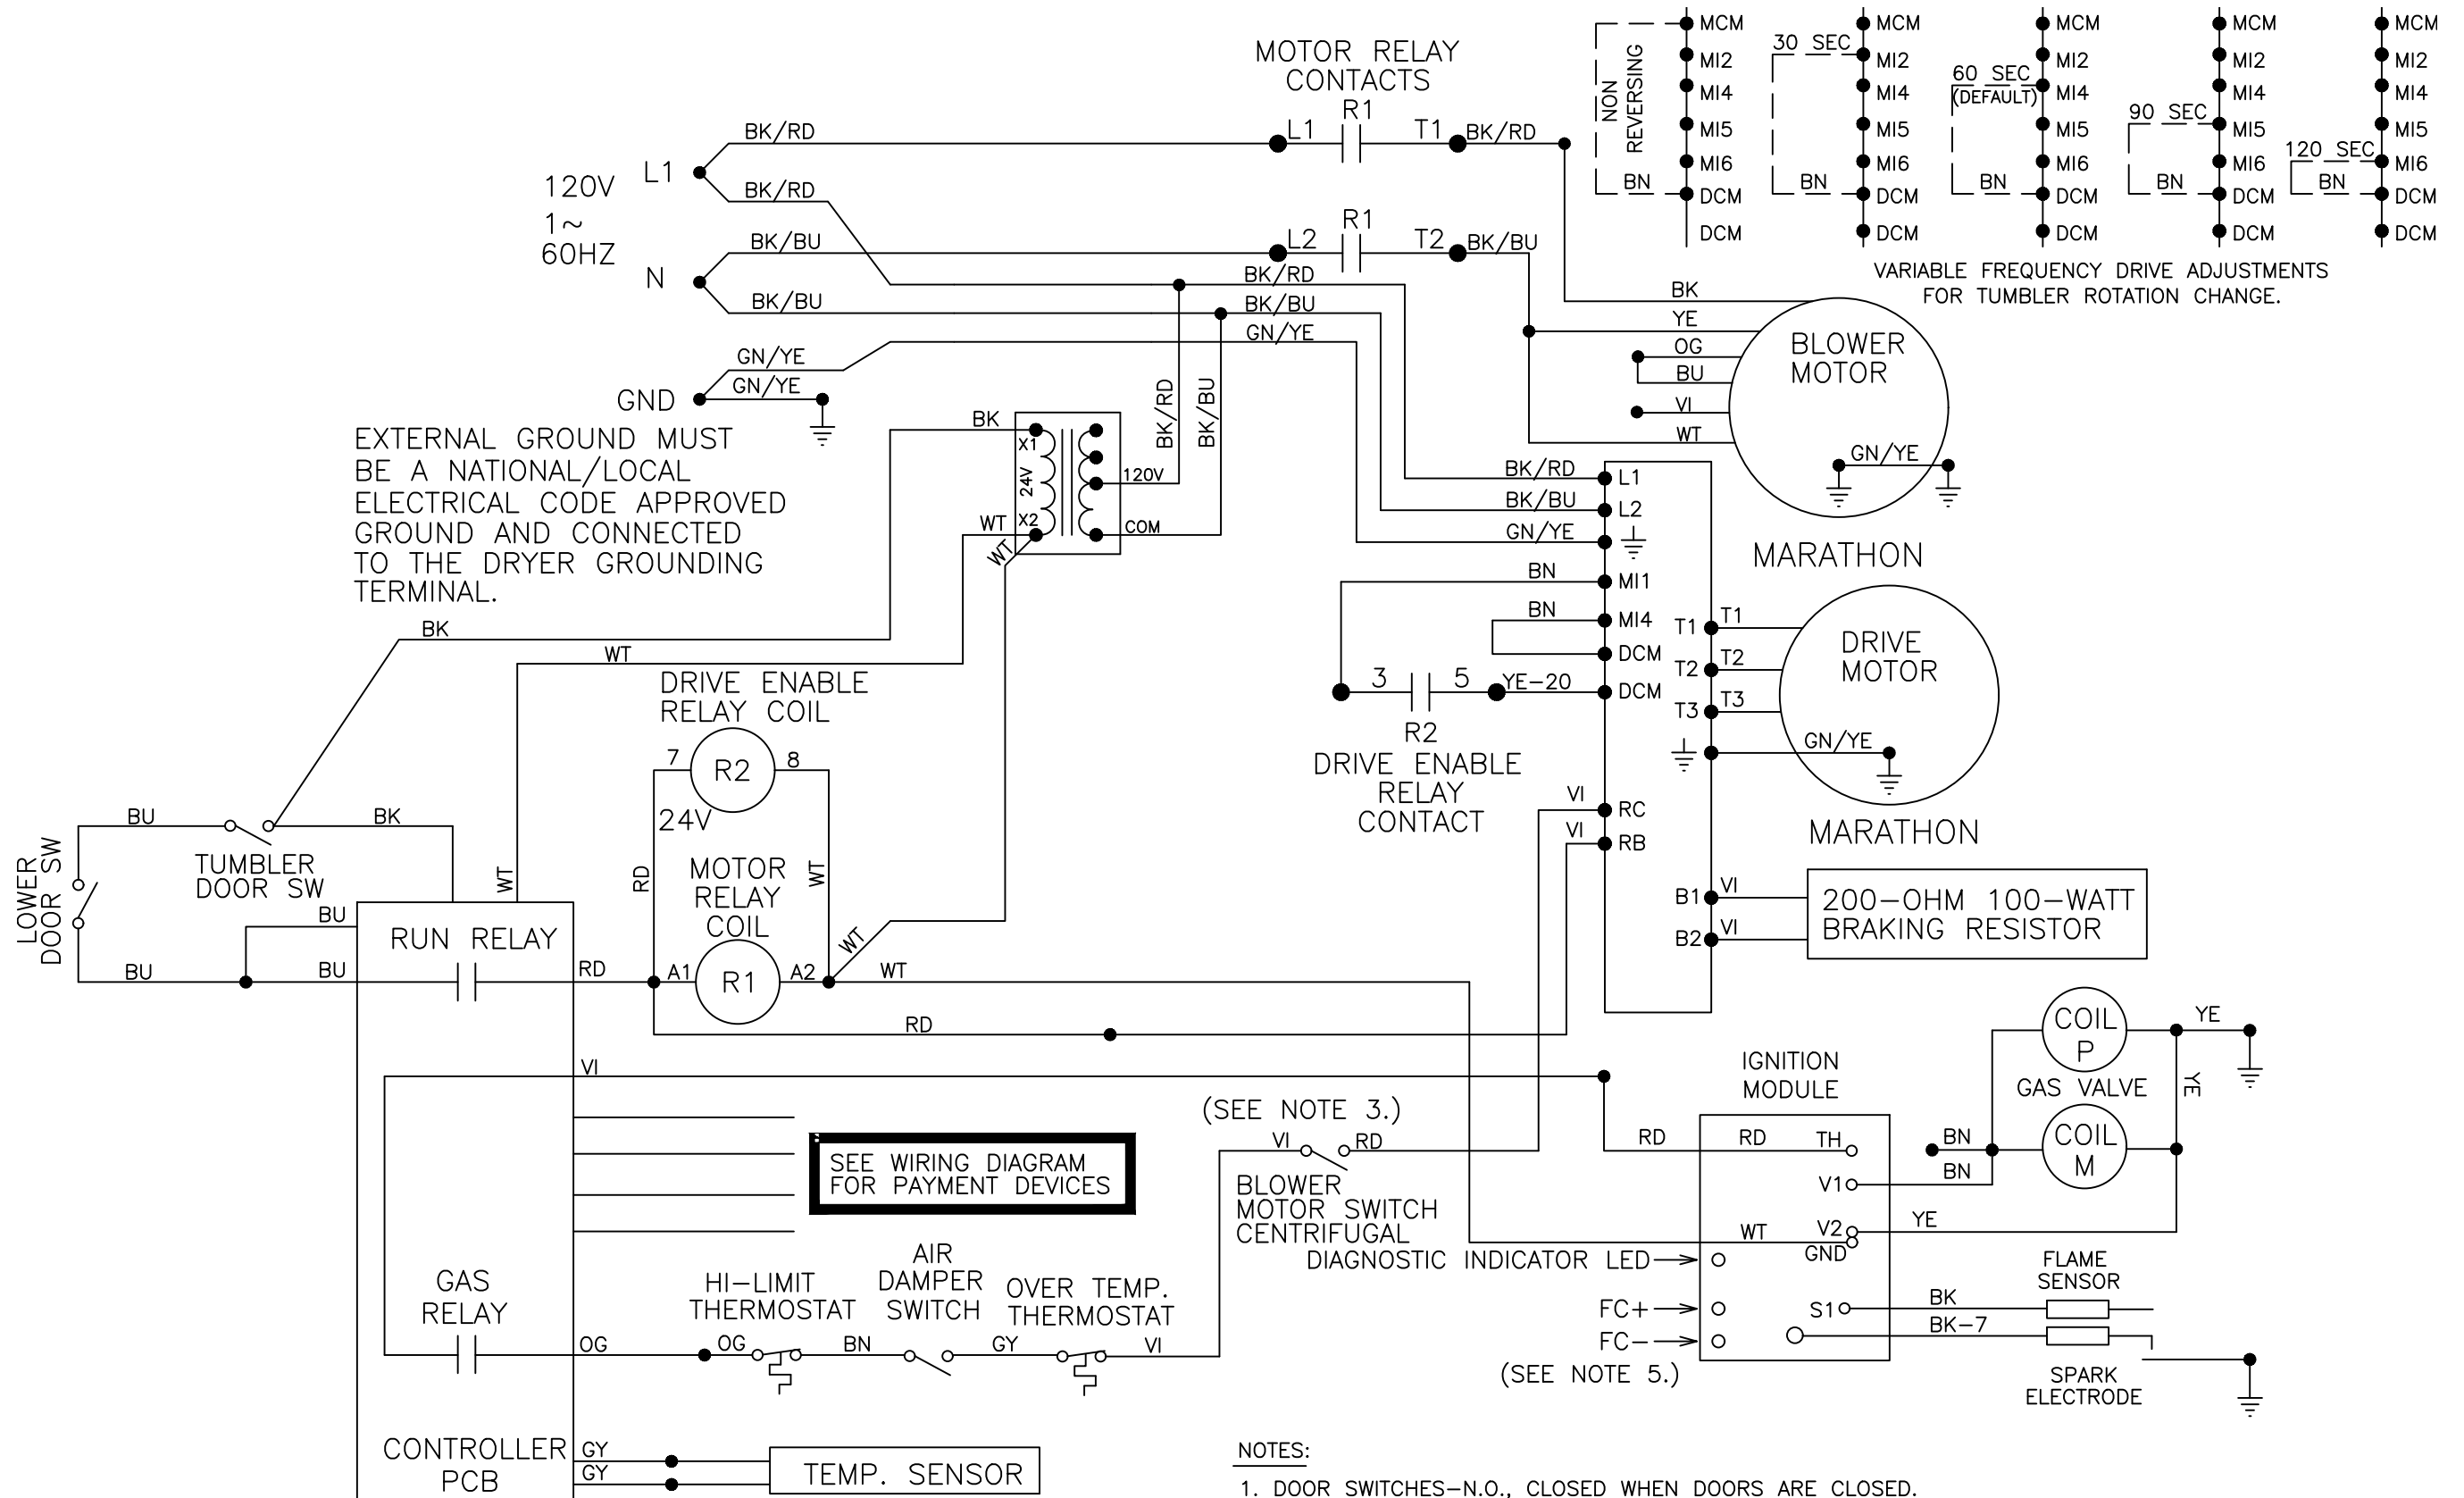 MOTOR RELAY
CONTACTS
R1
BK/RD
L1
T1
BK/RD
120V
1~
60HZ
L1
BK/RD
R1
BK/BU
L2
T2
BK/BU
N
BK/RD
BK/BU
BK/BU
GN/YE
GN/YE
GN/YE
GND
NON
REVERSING
BN
MCM
MI2
MI4
MI5
MI6
DCM
DCM
30 SEC
BN
MCM
MI2
MI4
MI5
MI6
DCM
DCM
60 SEC
(DEFAULT)
BN
MCM
MI2
MI4
MI5
MI6
DCM
DCM
90 SEC
BN
MCM
MI2
MI4
MI5
MI6
DCM
DCM
120 SEC
BN
MCM
MI2
MI4
MI5
MI6
DCM
DCM
VARIABLE FREQUENCY DRIVE ADJUSTMENTS
FOR TUMBLER ROTATION CHANGE.
BK
YE
OG
BU
VI
WT
BLOWER
MOTOR
GN/YE
MARATHON
EXTERNAL GROUND MUST
BE A NATIONAL/LOCAL
ELECTRICAL CODE APPROVED
GROUND AND CONNECTED
TO THE DRYER GROUNDING
TERMINAL.
BK
X1
24V
X2
WT
WT
120V
COM
BK/RD
BK/BU
BK/RD
L1
BK/BU
L2
GN/YE
BN
MI1
BN
MI4
DCM
3
5
YE-20
DCM
R2
DRIVE ENABLE
RELAY
CONTACT
T1
T1
T2
T2
T3
T3
DRIVE
MOTOR
GN/YE
MARATHON
VI
RC
VI
RB
B1
VI
B2
VI
200-OHM 100-WATT
BRAKING RESISTOR
BK
WT
DRIVE ENABLE
RELAY COIL
7
R2
8
24V
RD
WT
WT
MOTOR
RELAY
COIL
A1
R1
A2
WT
WT
RD
RD
BU
BK
TUMBLER
DOOR SW
LOWER
DOOR SW
BU
BU
BU
RUN RELAY
VI
SEE WIRING DIAGRAM
FOR PAYMENT DEVICES
GAS
RELAY
OG
OG
HI-LIMIT
THERMOSTAT
BN
AIR
DAMPER
SWITCH
GY
OVER TEMP.
THERMOSTAT
VI
(SEE NOTE 3.)
VI
RD
BLOWER
MOTOR SWITCH
CENTRIFUGAL
IGNITION
MODULE
RD
RD
TH
V1
WT
V2
GND
S1
DIAGNOSTIC INDICATOR LED
FC+
FC-
(SEE NOTE 5.)
COIL
P
YE
GAS VALVE
YE
COIL
M
BN
BN
YE
FLAME
SENSOR
BK
BK-7
SPARK
ELECTRODE
CONTROLLER
PCB
GY
GY
TEMP. SENSOR
NOTES:
1. DOOR SWITCHES-N.O., CLOSED WHEN DOORS ARE CLOSED.